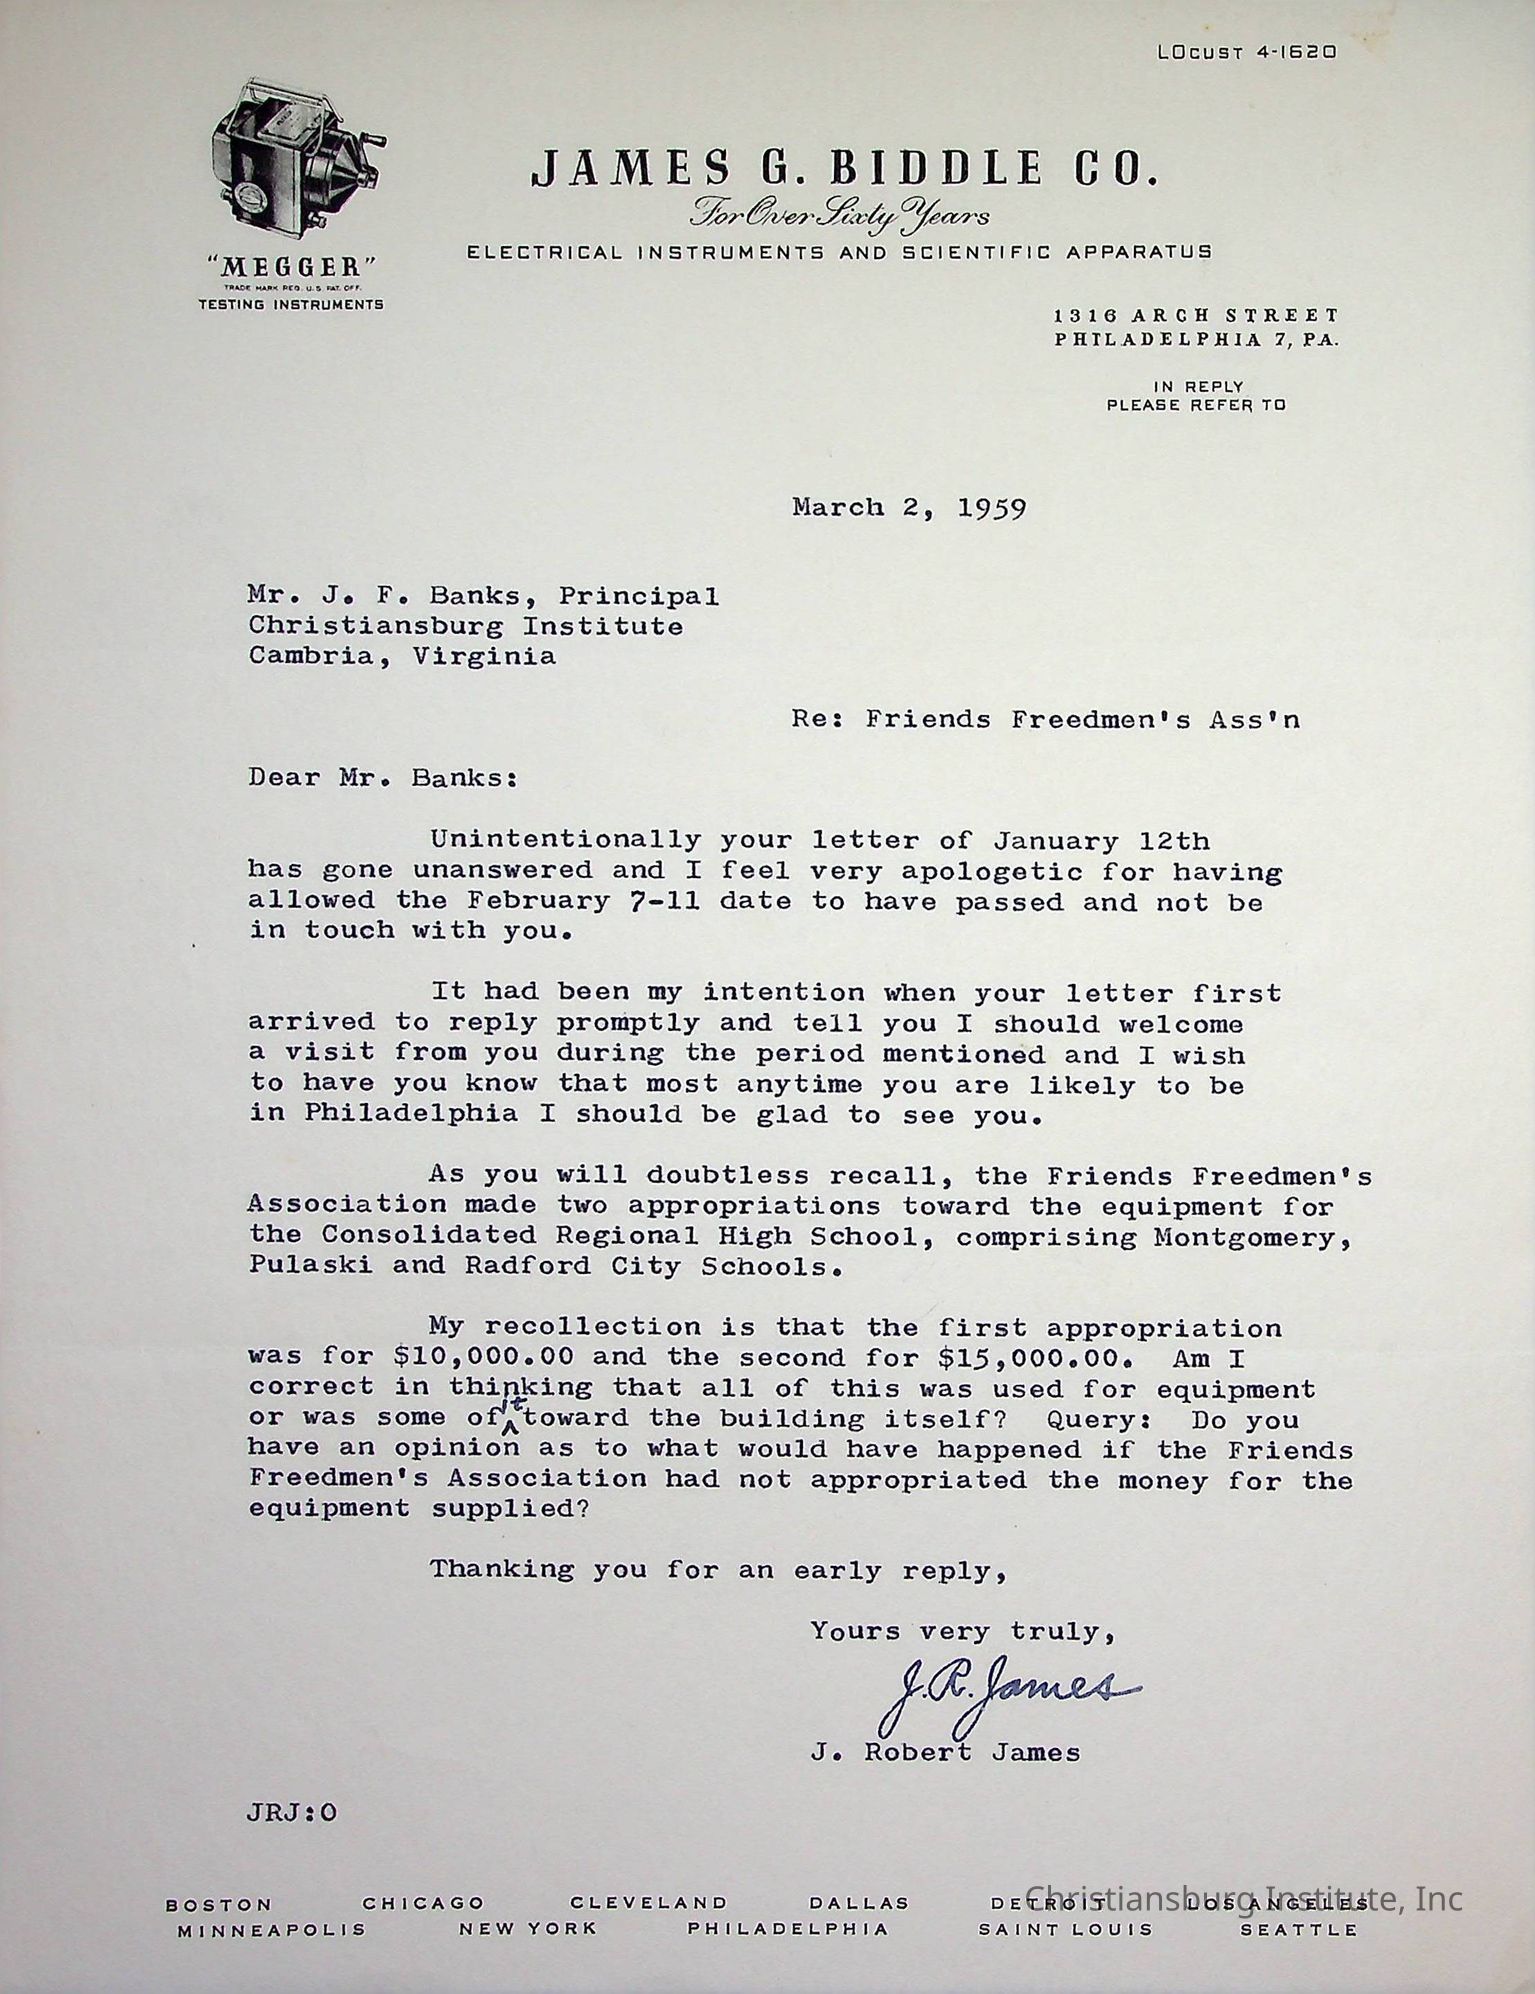 LOCUST 4-1620
JAMES G. BIDDLE CO.
For Over Sixty Years
ELECTRICAL INSTRUMENTS AND SCIENTIFIC APPARATUS
"MEGGER"
TRADE MARK REG. U.S. PAT. OFF.
TESTING INSTRUMENTS
1316 ARCH STREET
PHILADELPHIA 7, PA.
IN REPLY
PLEASE REFER TO
March 2, 1959
Mr. J. F. Banks, Principal
Christiansburg Institute
Cambria, Virginia
Re: Friends Freedmen's Ass'n
Dear Mr. Banks:
Unintentionally your letter of January 12th
has gone unanswered and I feel very apologetic for having
allowed the February 7-11 date to have passed and not be
in touch with you.
It had been my intention when your letter first
arrived to reply promptly and tell you I should welcome
a visit from you during the period mentioned and I wish
to have you know that most anytime you are likely to be
in Philadelphia I should be glad to see you.
As you will doubtless recall, the Friends Freedmen's
Association made two appropriations toward the equipment for
the Consolidated Regional High School, comprising Montgomery,
Pulaski and Radford City Schools.
My recollection is that the first appropriation
was for $10,000.00 and the second for $15,000.00. Am I
correct in thinking that all of this was used for equipment
or was some of it toward the building itself? Query: Do you
have an opinion as to what would have happened if the Friends
Freedmen's Association had not appropriated the money for the
equipment supplied?
Thanking you for an early reply,
Yours very truly,
J. R. James
J. Robert James
JRJ:O
BOSTON CHICAGO CLEVELAND DALLAS DETROIT LOS ANGELES
MINNEAPOLIS NEW YORK PHILADELPHIA SAINT LOUIS SEATTLE
Christiansburg Institute, Inc